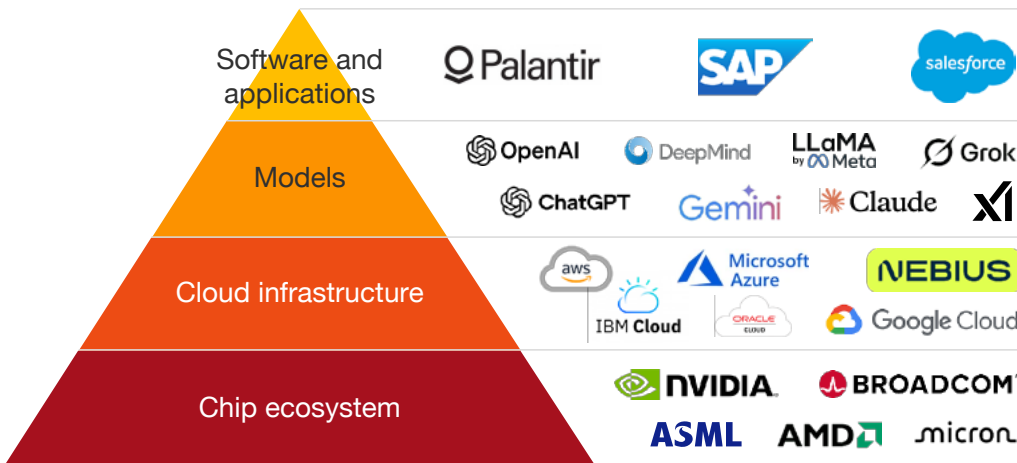 Software and
applications
Palantir
SAP
salesforce
Models
OpenAI
DeepMind
LLaMA
by Meta
Grok
ChatGPT
Gemini
Claude
xI
Cloud infrastructure
aws
Microsoft
Azure
NEBIUS
IBM Cloud
ORACLE
CLOUD
Google Cloud
Chip ecosystem
NVIDIA
BROADCOM
ASML
AMD
micron